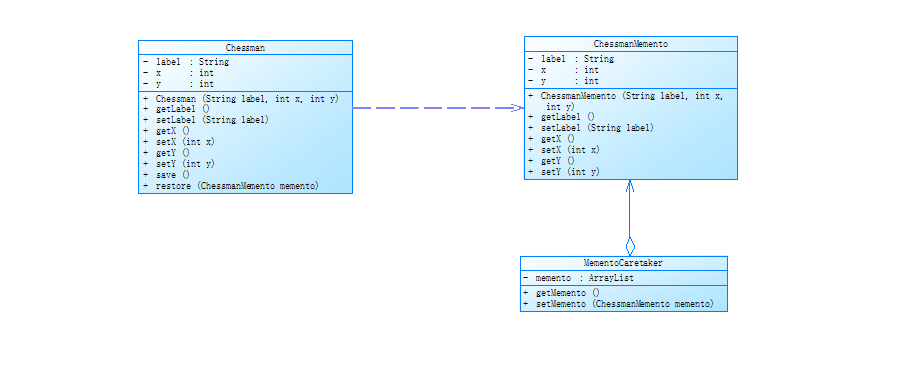 Chessman
- label : String
- x : int
- y : int
+ Chessman (String label, int x, int y)
+ getLabel ()
+ setLabel (String label)
+ getX ()
+ setX (int x)
+ getY ()
+ setY (int y)
+ save ()
+ restore (ChessmanMemento memento)
ChessmanMemento
- label : String
- x : int
- y : int
+ ChessmanMemento (String label, int x,
int y)
+ getLabel ()
+ setLabel (String label)
+ getX ()
+ setX (int x)
+ getY ()
+ setY (int y)
MementoCaretaker
- memento : ArrayList
+ getMemento ()
+ setMemento (ChessmanMemento memento)